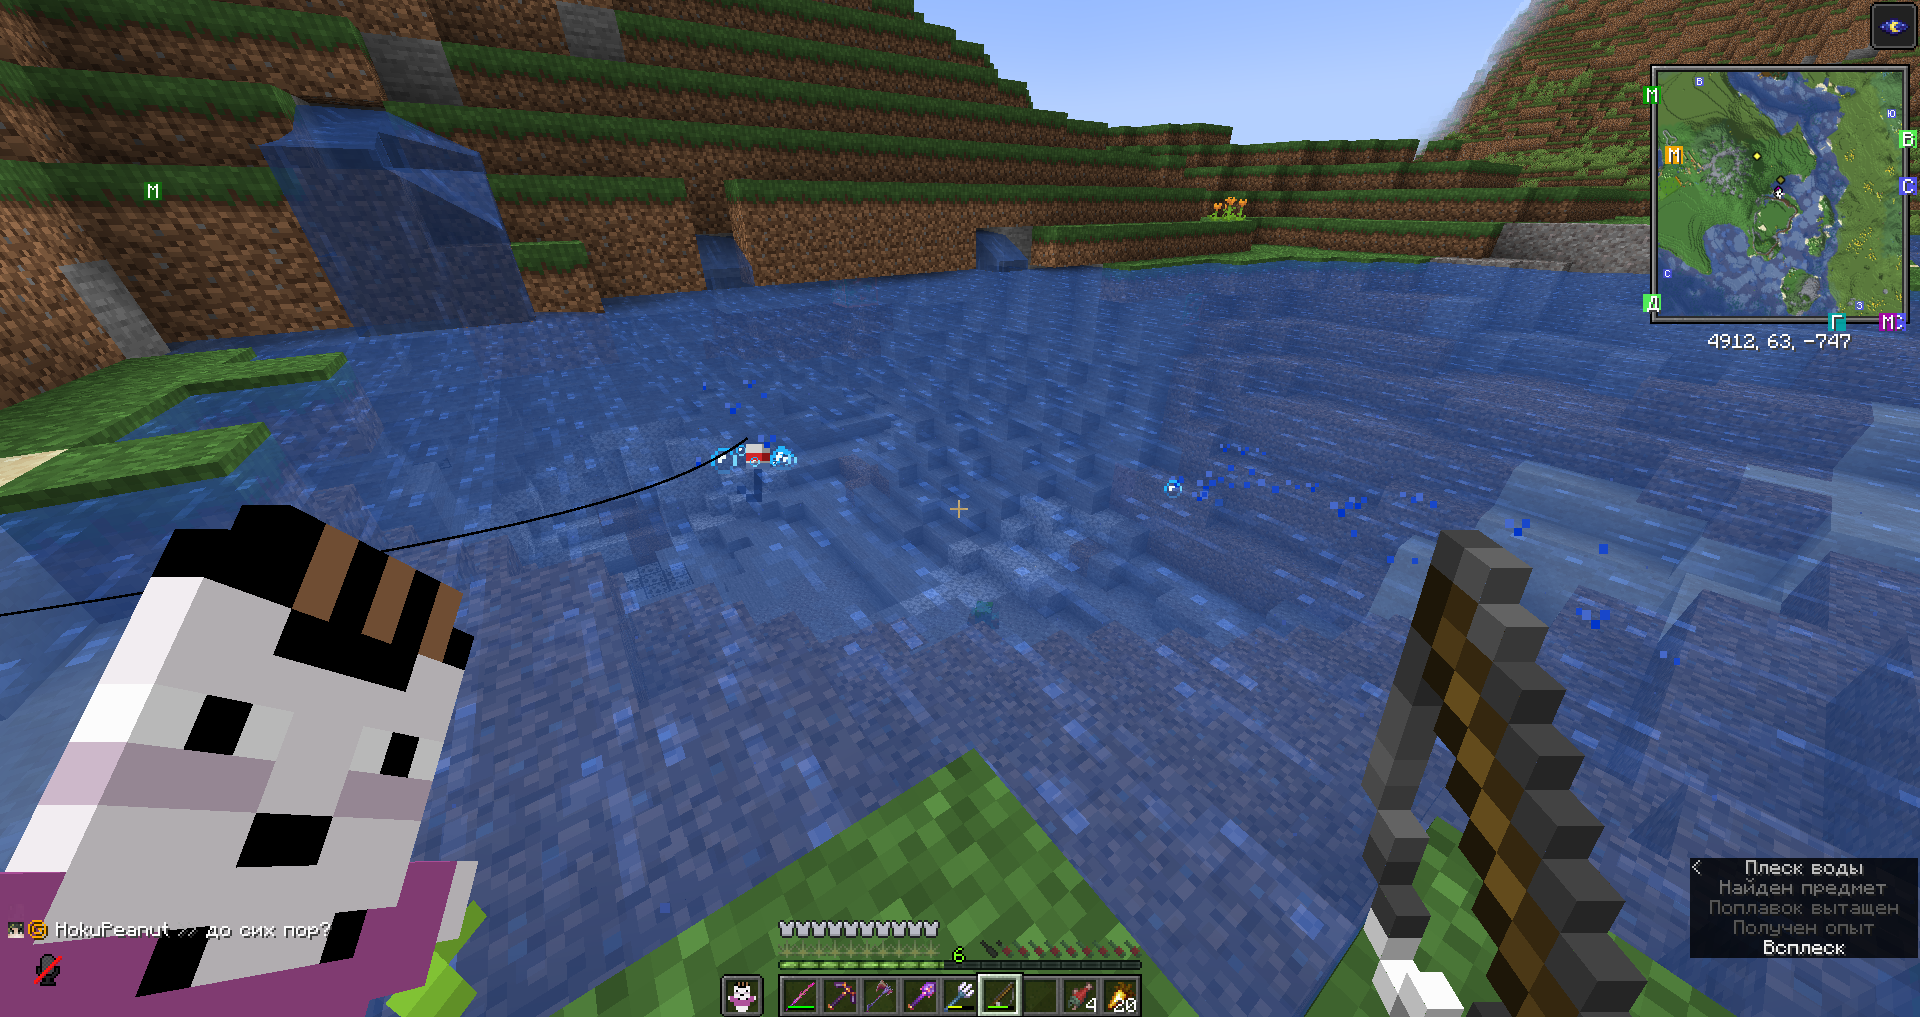 М
В
Ю
М
М
В
С
С
Д
З
Г
М
4912, 63, -747
< Плеск воды
Найден предмет
Поплавок вытащен
Получен опыт
Всплеск
HokuPeanut // до сих пор?
6
4
20